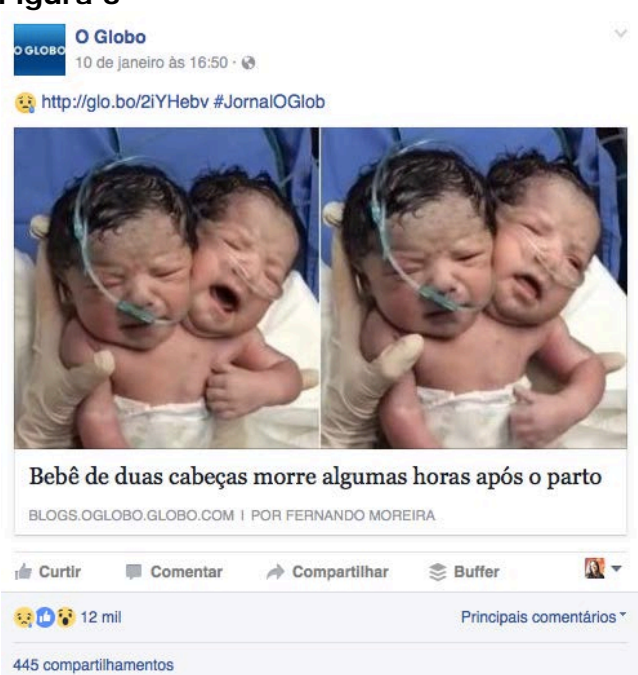 O GLOBO
O Globo
10 de janeiro às 16:50 ·
http://glo.bo/2iYHebv #JornalOGlob
Bebê de duas cabeças morre algumas horas após o parto
BLOGS.OGLOBO.GLOBO.COM | POR FERNANDO MOREIRA
Curtir Comentar Compartilhar Buffer
12 mil Principais comentários
445 compartilhamentos